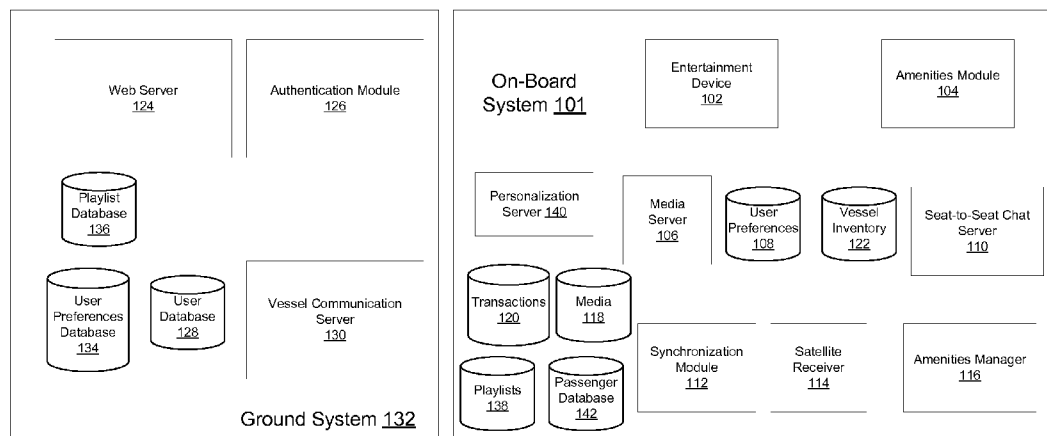 Web Server
124
Authentication Module
126
Playlist
Database
136
User
Preferences
Database
134
User
Database
128
Vessel Communication
Server
130
Ground System 132
On-Board
System 101
Entertainment
Device
102
Amenities Module
104
Personalization
Server 140
Media
Server
106
User
Preferences
108
Vessel
Inventory
122
Seat-to-Seat Chat
Server
110
Transactions
120
Media
118
Playlists
138
Passenger
Database
142
Synchronization
Module
112
Satellite
Receiver
114
Amenities Manager
116